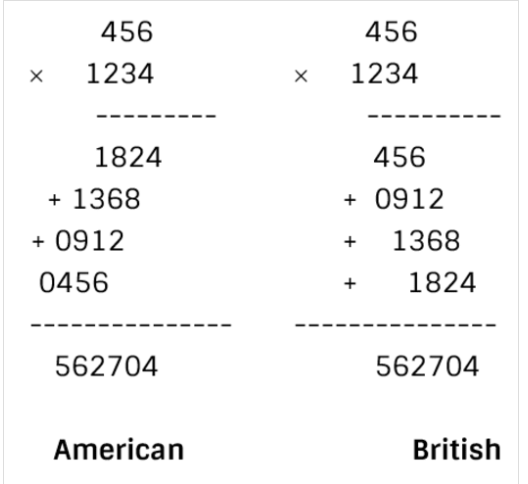 456 456
× 1234 × 1234
--------- ----------
1824 456
+ 1368 + 0912
+ 0912 + 1368
0456 + 1824
--------------- ---------------
562704 562704
American British